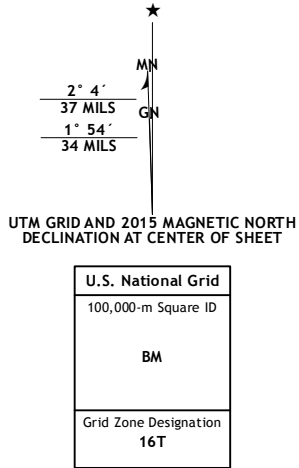 ★
MN
2° 4´
37 MILS
GN
1° 54´
34 MILS
UTM GRID AND 2015 MAGNETIC NORTH
DECLINATION AT CENTER OF SHEET
U.S. National Grid
100,000-m Square ID
BM
Grid Zone Designation
16T